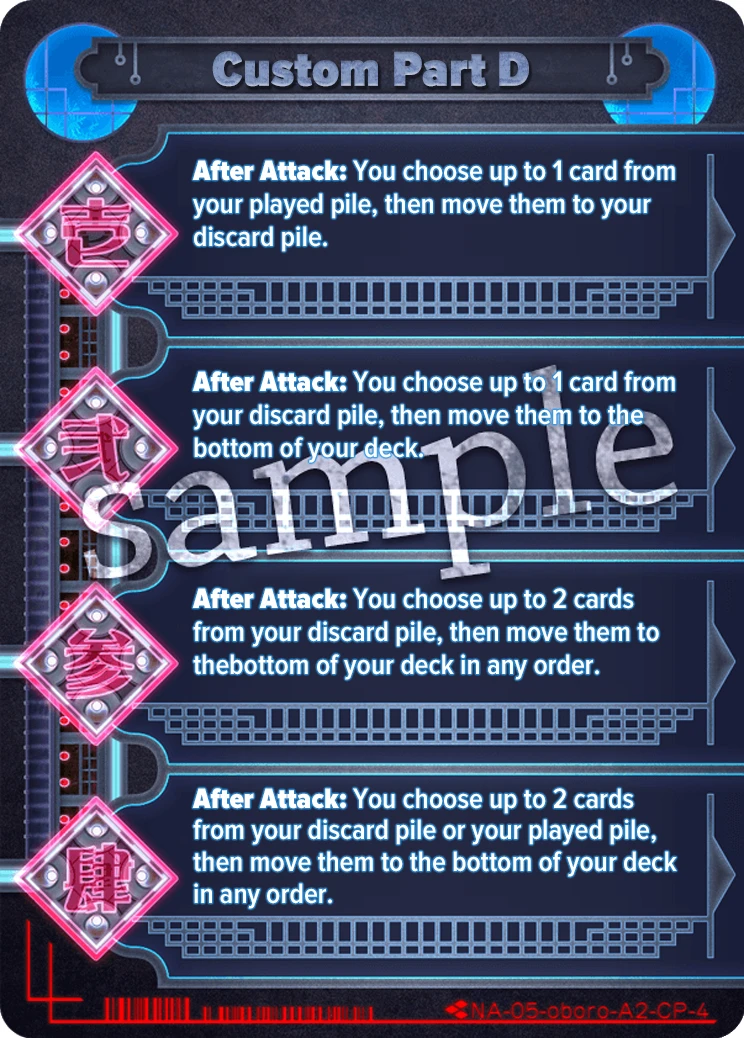 Custom Part D
壱
After Attack: You choose up to 1 card from
your played pile, then move them to your
discard pile.
弐
After Attack: You choose up to 1 card from
your discard pile, then move them to the
bottom of your deck.
sample
参
After Attack: You choose up to 2 cards
from your discard pile, then move them to
thebottom of your deck in any order.
肆
After Attack: You choose up to 2 cards
from your discard pile or your played pile,
then move them to the bottom of your deck
in any order.
NA-05-oboro-A2-CP-4